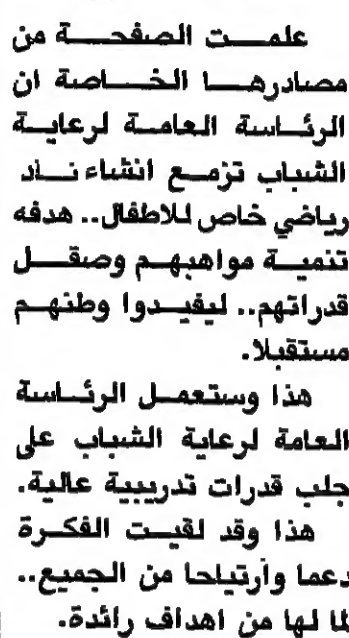 علمت الصفحة من
مصادرها الخاصة ان
الرئاسة العامة لرعاية
الشباب تزمع انشاء ناد
رياضي خاص للاطفال.. هدفه
تنمية مواهبهم وصقل
قدراتهم.. ليفيدوا وطنهم
مستقبلا.
هذا وستعمل الرئاسة
العامة لرعاية الشباب على
جلب قدرات تدريبية عالية.
هذا وقد لقيت الفكرة
دعما وارتياحا من الجميع..
لما لها من اهداف رائدة.